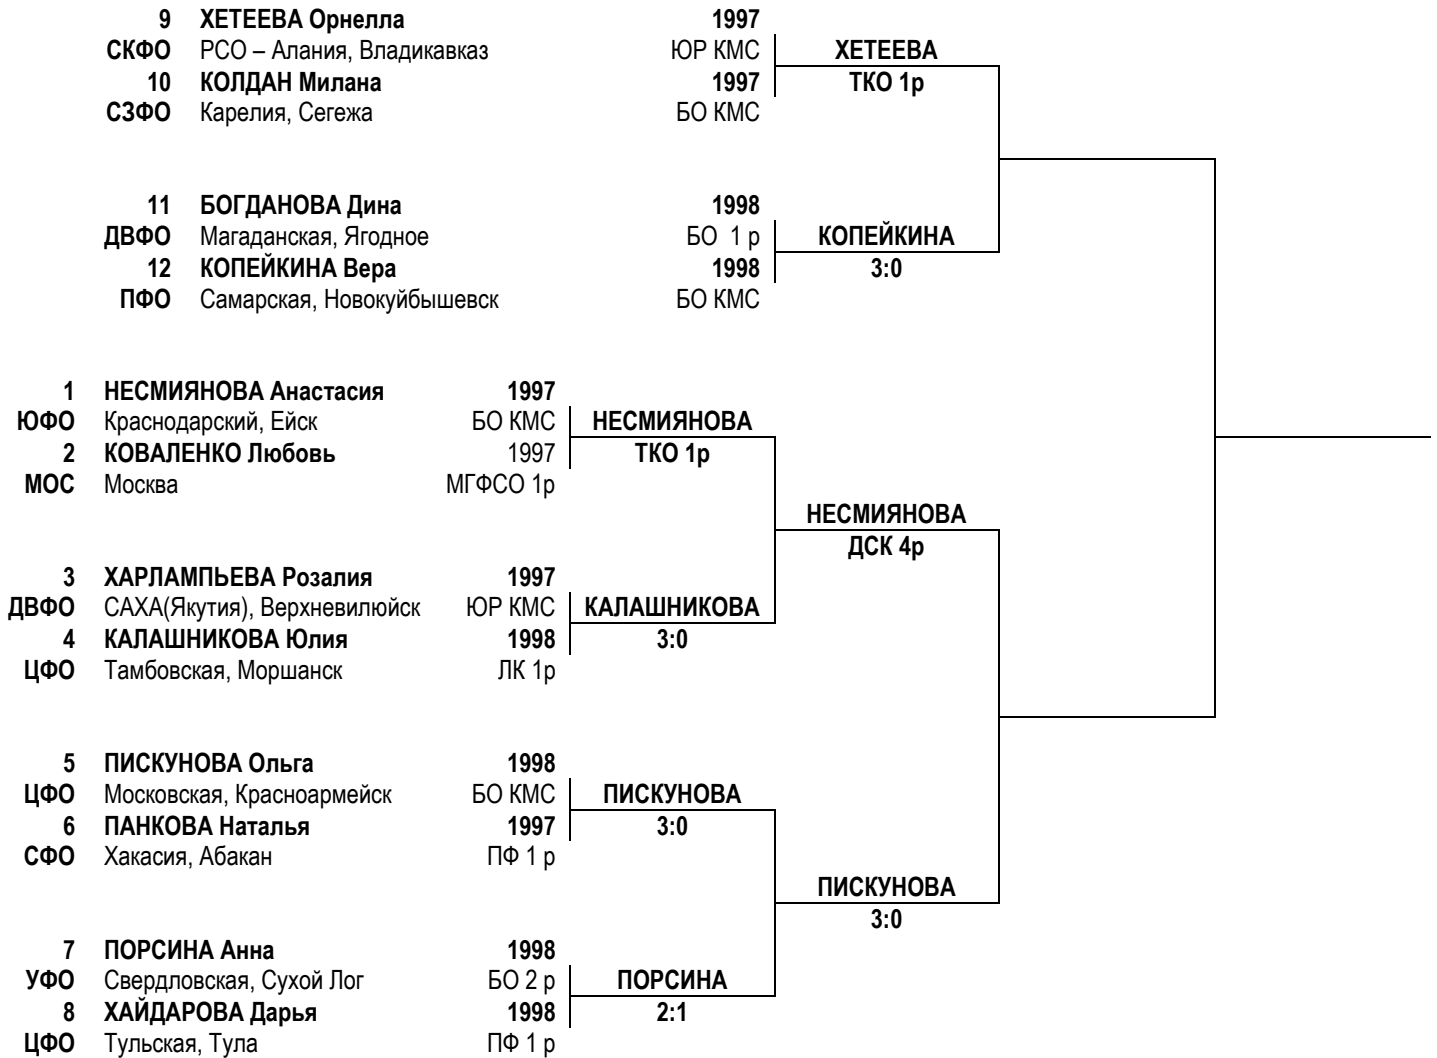 9 ХЕТЕЕВА Орнелла 1997
СКФО РСО – Алания, Владикавказ ЮР КМС ХЕТЕЕВА
10 КОЛДАН Милана 1997 ТКО 1р
СЗФО Карелия, Сегежа БО КМС
11 БОГДАНОВА Дина 1998
ДВФО Магаданская, Ягодное БО 1 р КОПЕЙКИНА
12 КОПЕЙКИНА Вера 1998 3:0
ПФО Самарская, Новокуйбышевск БО КМС
1 НЕСМИЯНОВА Анастасия 1997
ЮФО Краснодарский, Ейск БО КМС НЕСМИЯНОВА
2 КОВАЛЕНКО Любовь 1997 ТКО 1р
МОС Москва МГФСО 1р
НЕСМИЯНОВА
ДСК 4р
3 ХАРЛАМПЬЕВА Розалия 1997
ДВФО САХА(Якутия), Верхневилюйск ЮР КМС КАЛАШНИКОВА
4 КАЛАШНИКОВА Юлия 1998 3:0
ЦФО Тамбовская, Моршанск ЛК 1р
5 ПИСКУНОВА Ольга 1998
ЦФО Московская, Красноармейск БО КМС ПИСКУНОВА
6 ПАНКОВА Наталья 1997 3:0
СФО Хакасия, Абакан ПФ 1 р
ПИСКУНОВА
3:0
7 ПОРСИНА Анна 1998
УФО Свердловская, Сухой Лог БО 2 р ПОРСИНА
8 ХАЙДАРОВА Дарья 1998 2:1
ЦФО Тульская, Тула ПФ 1 р